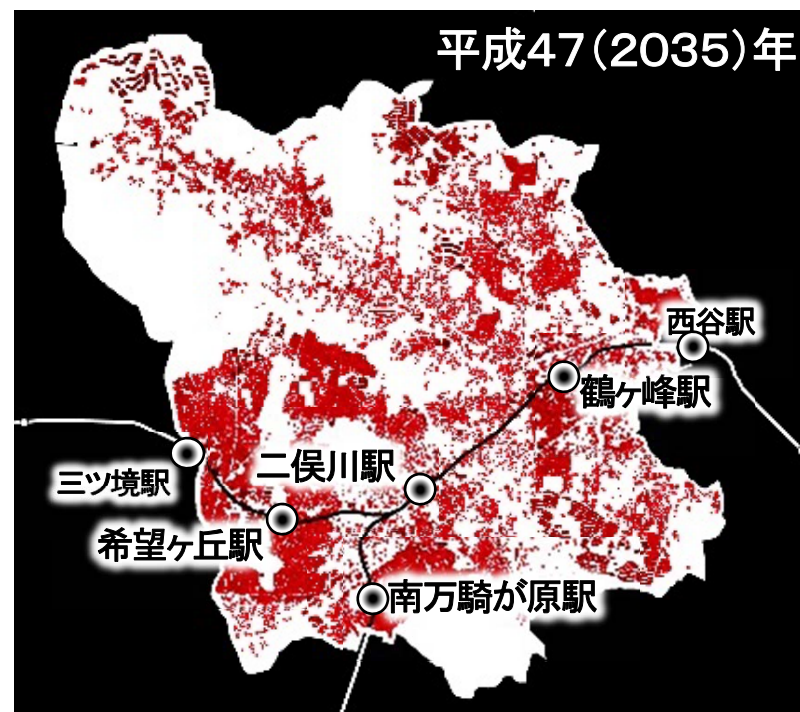 平成47(2035)年
西谷駅
鶴ヶ峰駅
二俣川駅
三ツ境駅
希望ヶ丘駅
南万騎が原駅